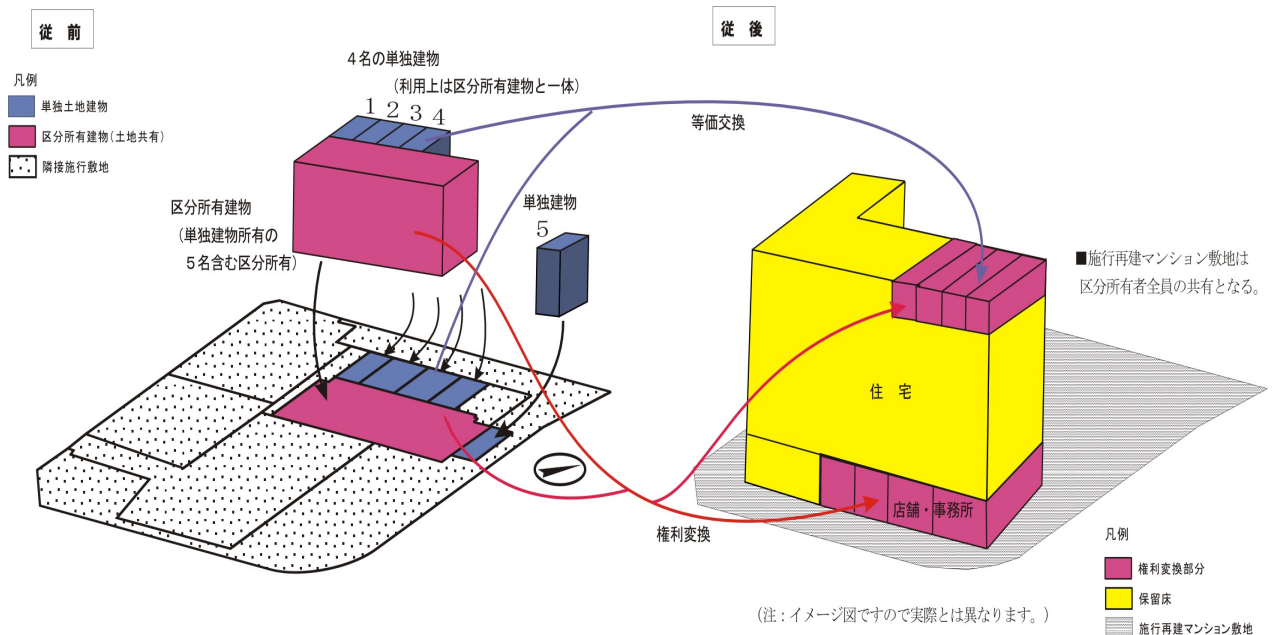 従 前
凡例
単独土地建物
区分所有建物(土地共有)
隣接施行敷地
4名の単独建物
(利用上は区分所有建物と一体)
1 2 3 4
区分所有建物
(単独建物所有の
5名含む区分所有)
単独建物
5
従 後
等価交換
■施行再建マンション敷地は
区分所有者全員の共有となる。
住 宅
店舗・事務所
権利変換
凡例
権利変換部分
保留床
施行再建マンション敷地
(注:イメージ図ですので実際とは異なります。)